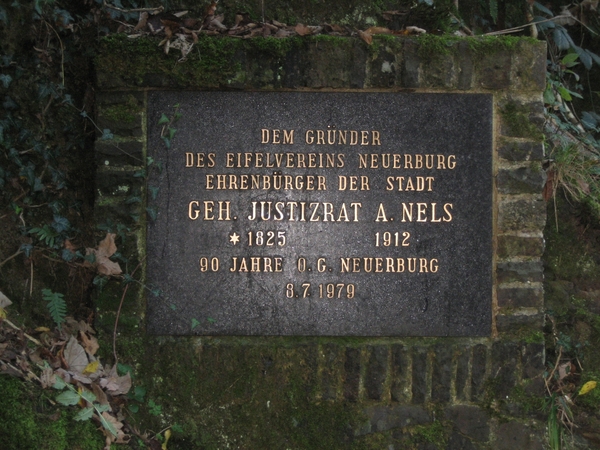 DEM GRÜNDER
DES EIFELVEREINS NEUERBURG
EHRENBÜRGER DER STADT
GEH. JUSTIZRAT A. NELS
* 1825 1912
90 JAHRE O.G. NEUERBURG
8.7.1979